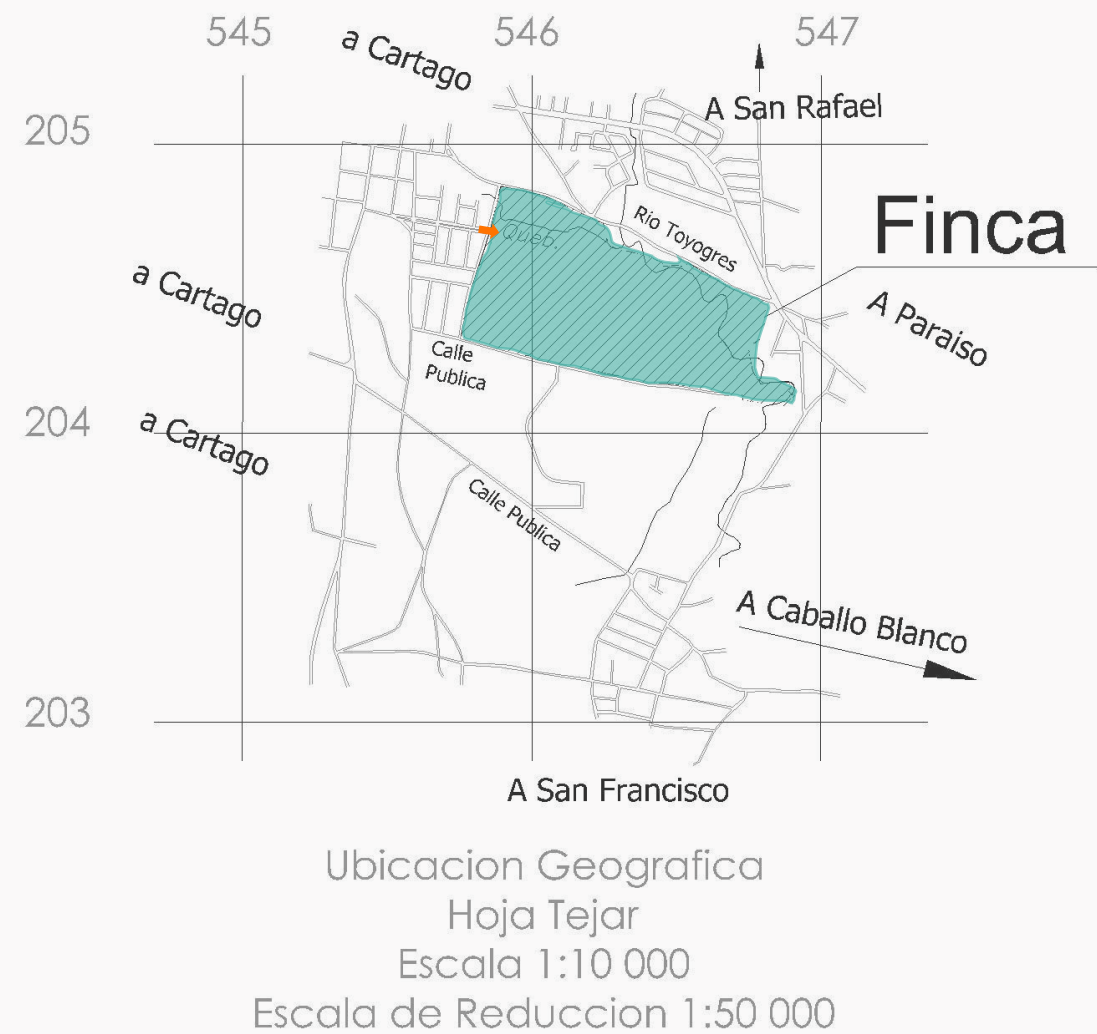 545 546 547
a Cartago
A San Rafael
205
Finca
Rio Toyogres
Queb.
a Cartago
A Paraiso
Calle
Publica
204
a Cartago
Calle Publica
A Caballo Blanco
203
A San Francisco
Ubicacion Geografica
Hoja Tejar
Escala 1:10 000
Escala de Reduccion 1:50 000